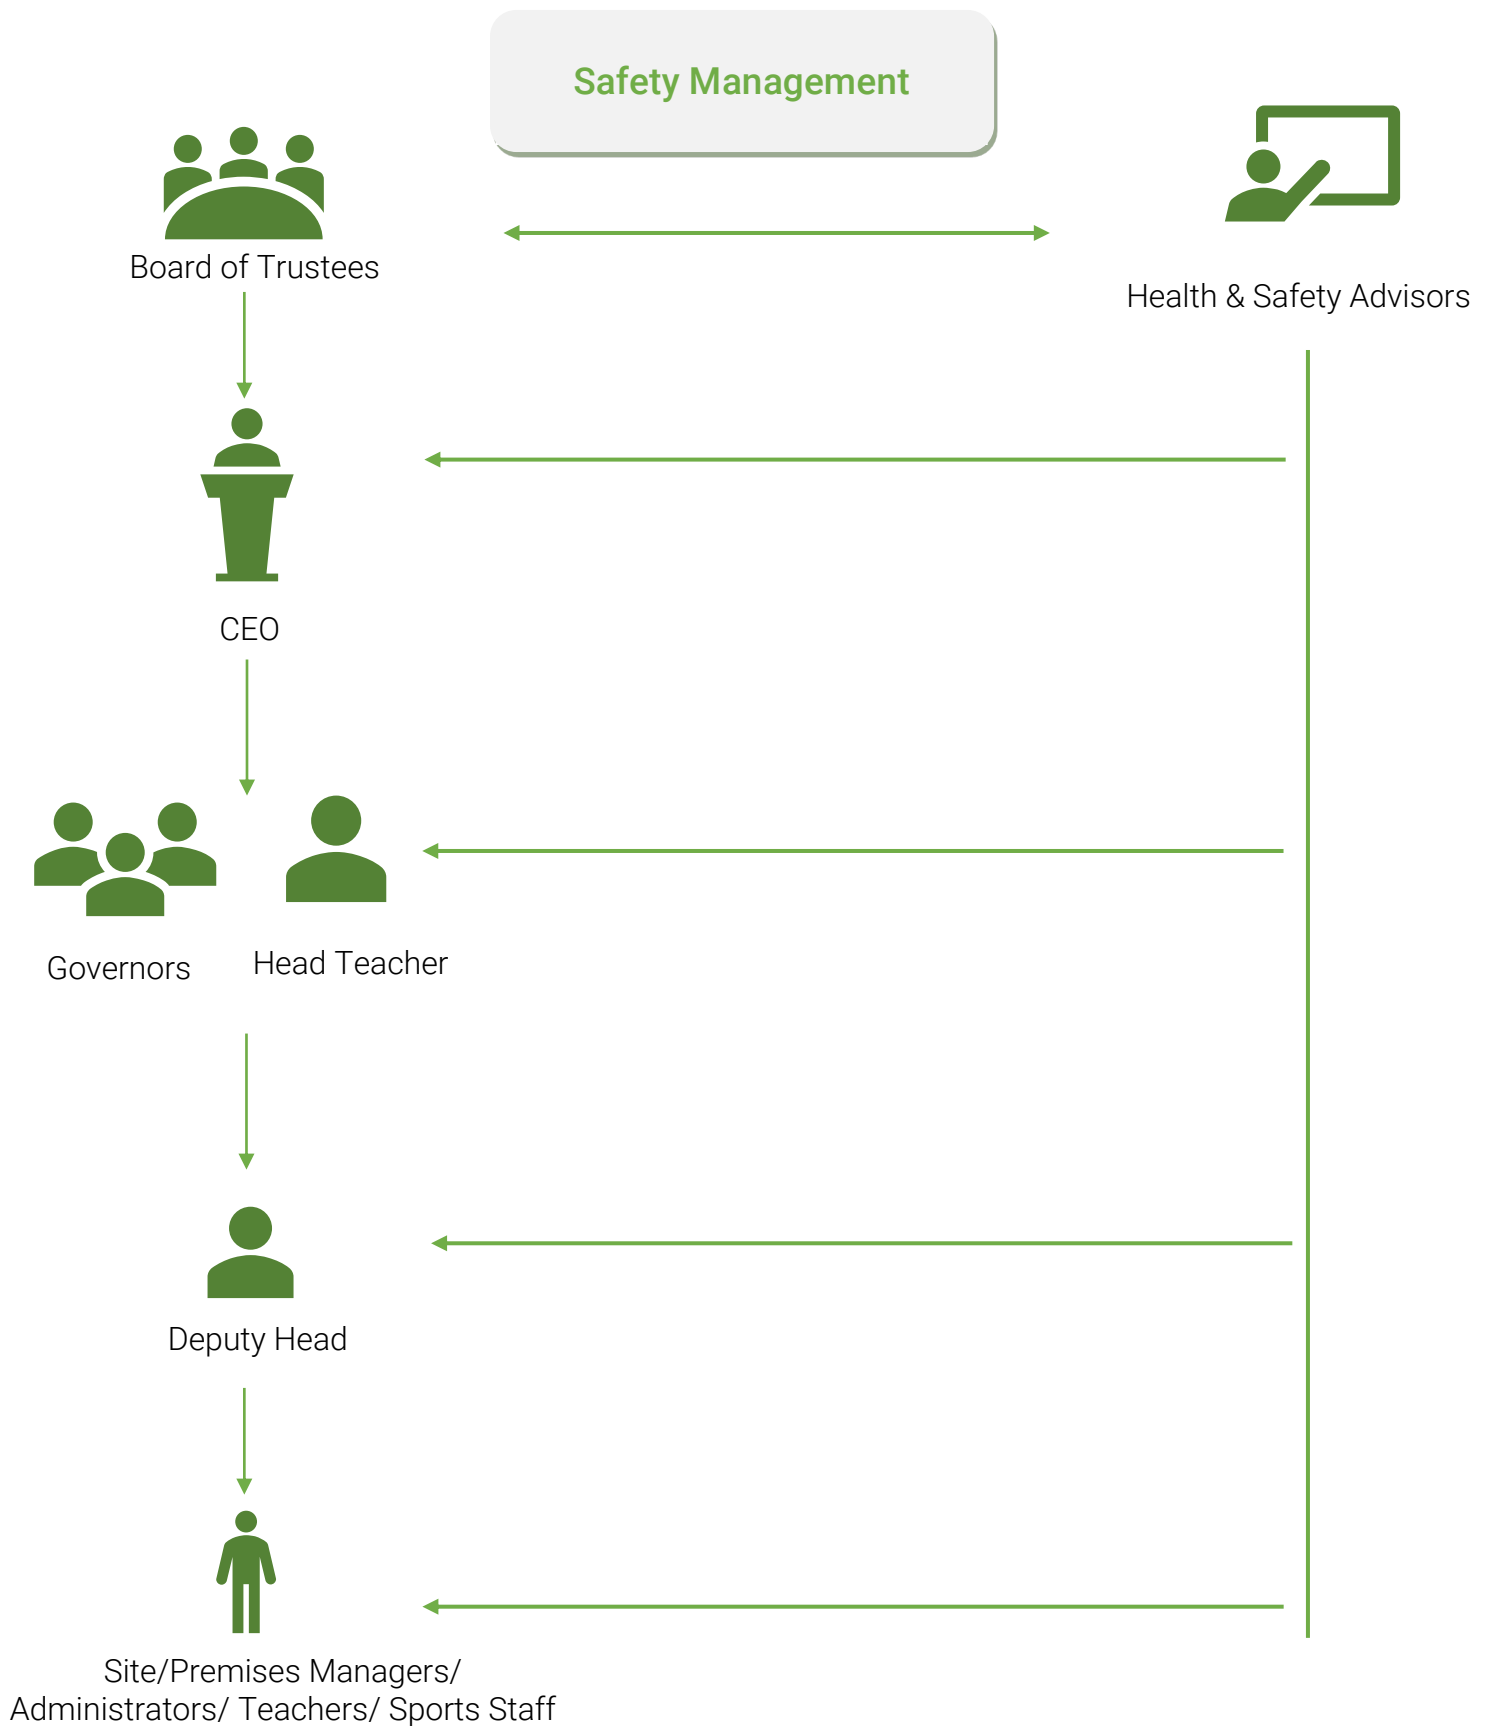 Safety Management
Board of Trustees
Health & Safety Advisors
CEO
Governors
Head Teacher
Deputy Head
Site/Premises Managers/
Administrators/ Teachers/ Sports Staff